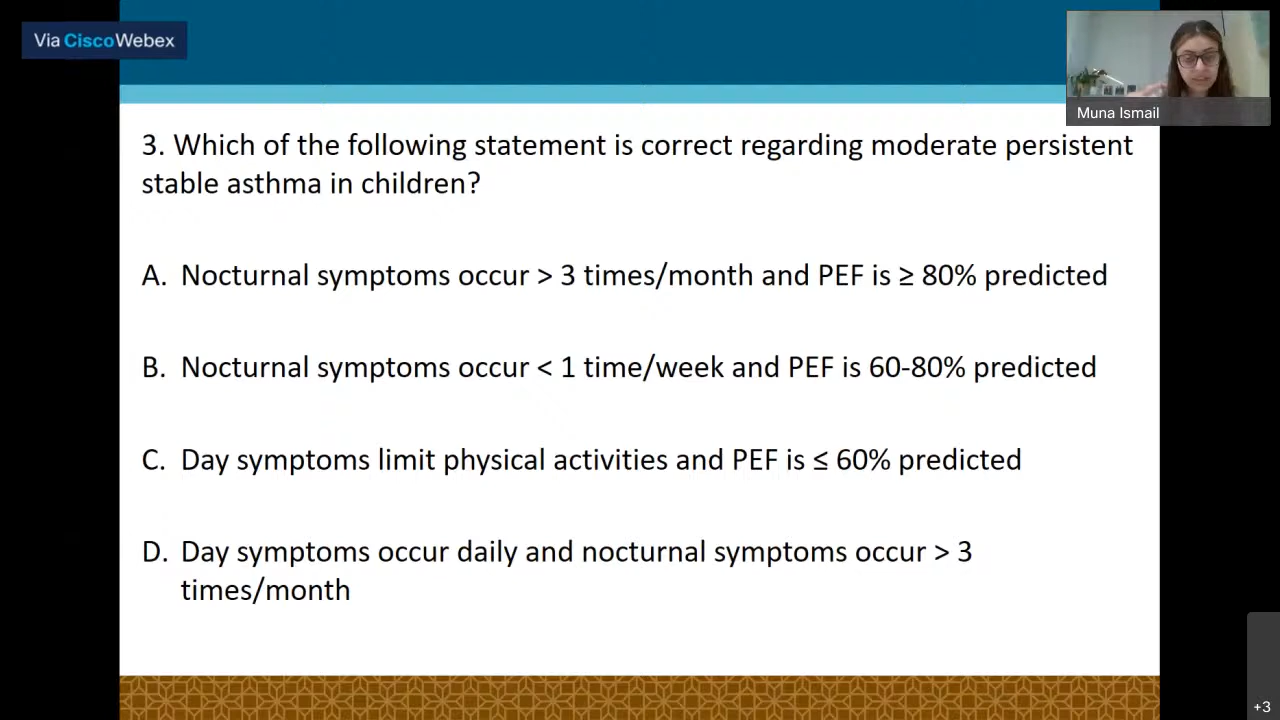 Via CiscoWebex
Muna Ismail
3. Which of the following statement is correct regarding moderate persistent
stable asthma in children?
A. Nocturnal symptoms occur > 3 times/month and PEF is ≥ 80% predicted
B. Nocturnal symptoms occur < 1 time/week and PEF is 60-80% predicted
C. Day symptoms limit physical activities and PEF is ≤ 60% predicted
D. Day symptoms occur daily and nocturnal symptoms occur > 3
times/month
+3